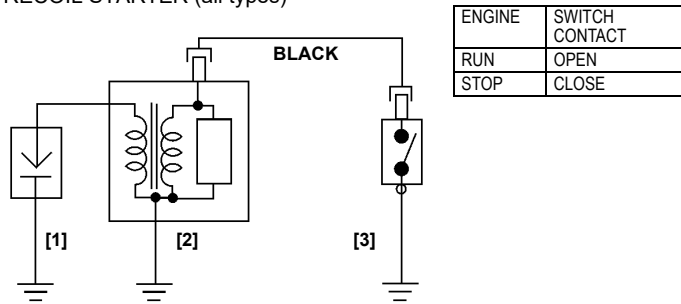 RECOIL STARTER (all types)
ENGINE SWITCH CONTACT
RUN OPEN
STOP CLOSE
BLACK
[1] [2] [3]